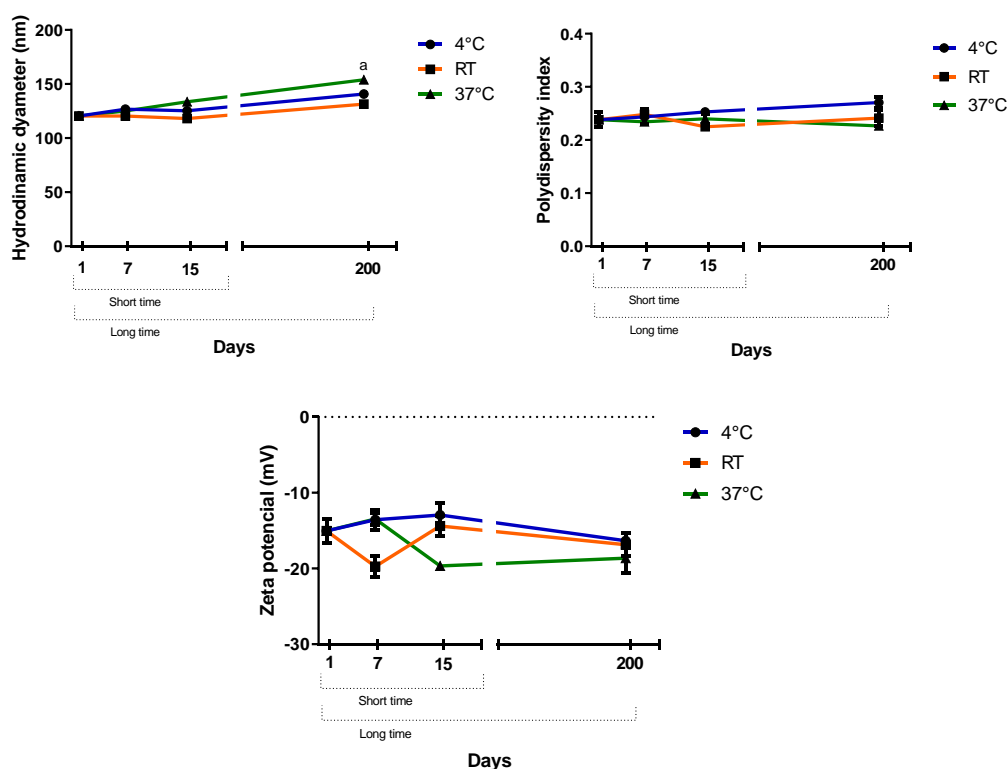 Hydrodinamic dyameter (nm)
200
150
100
50
0
a
4°C
RT
37°C
1 7 15 200
Short time
Long time
Days
Polydispersity index
0.4
0.3
0.2
0.1
0.0
4°C
RT
37°C
1 7 15 200
Short time
Long time
Days
Zeta potencial (mV)
0
-10
-20
-30
4°C
RT
37°C
1 7 15 200
Short time
Long time
Days